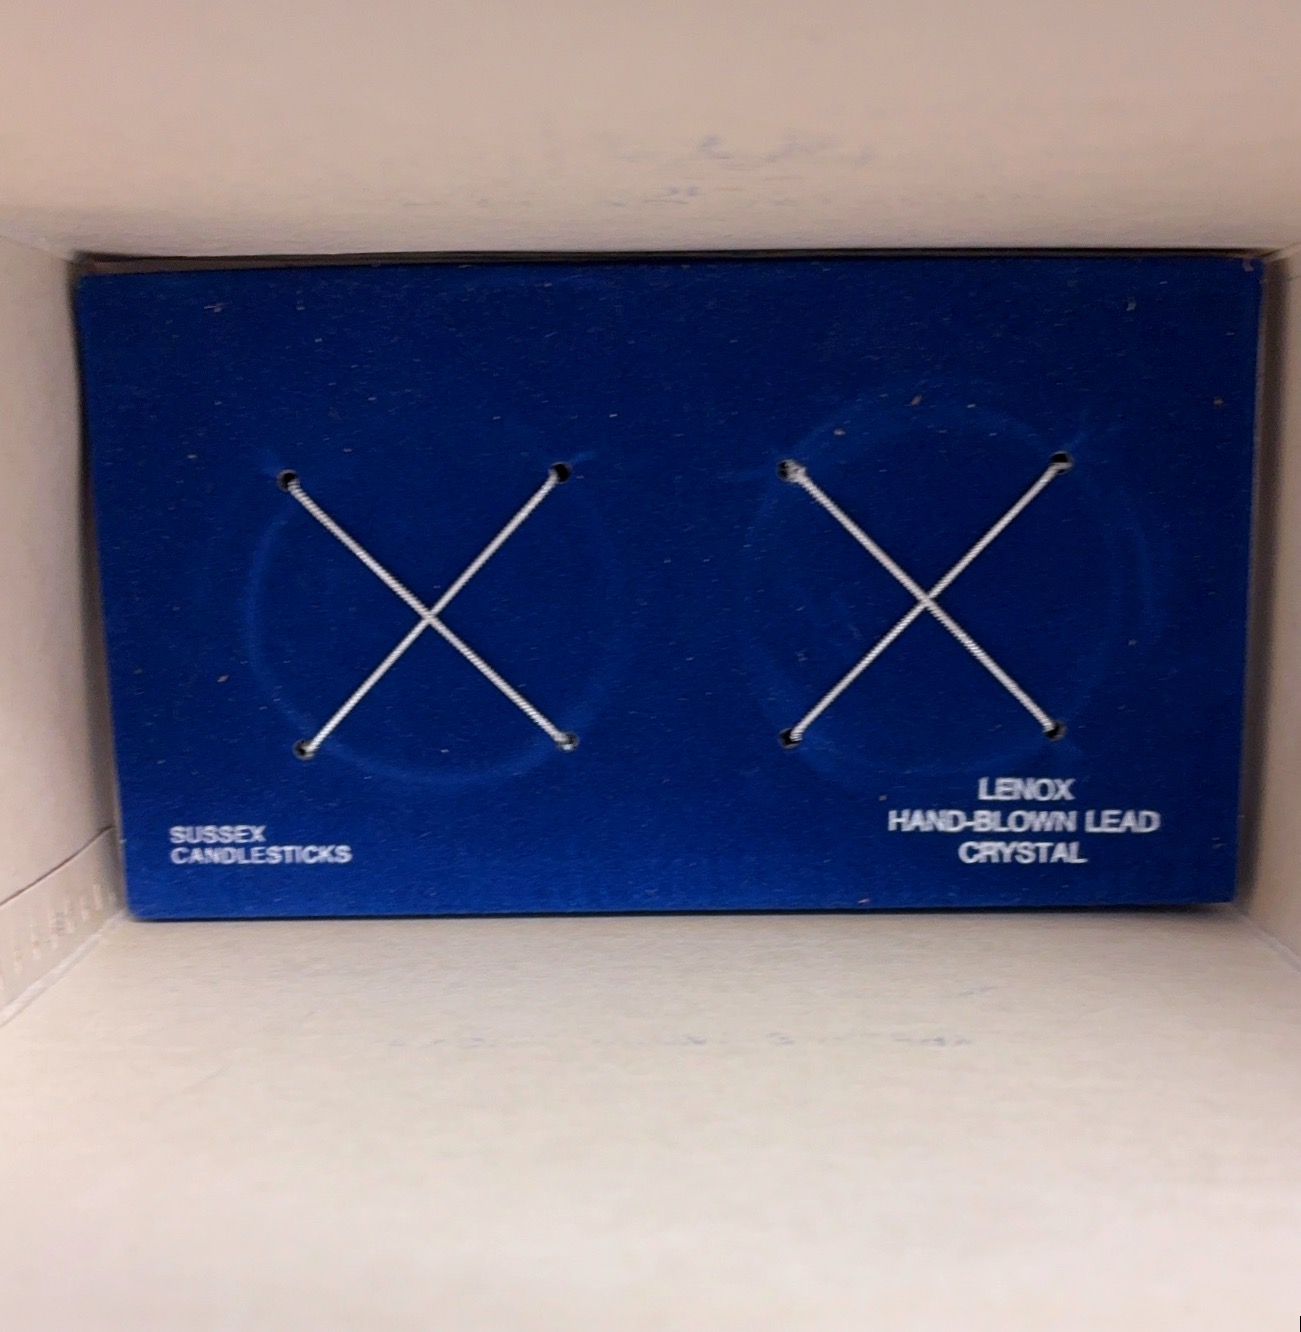 SUSSEX
CANDLESTICKS
LENOX
HAND-BLOWN LEAD
CRYSTAL